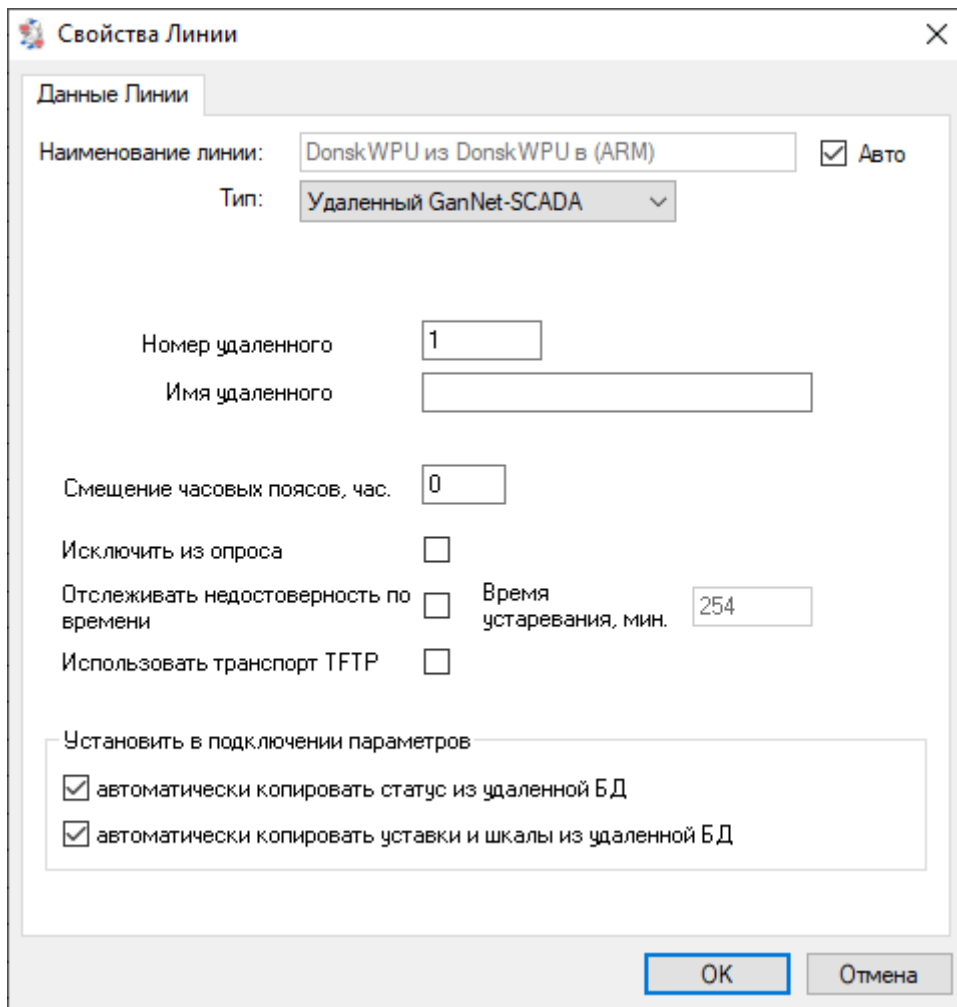 Свойства Линии
Данные Линии
Наименование линии: DonskWPU из DonskWPU в (ARM) Авто
Тип: Удаленный GanNet-SCADA
Номер удаленного 1
Имя удаленного
Смещение часовых поясов, час. 0
Исключить из опроса
Отслеживать недостоверность по времени Время устаревания, мин. 254
Использовать транспорт TFTP
Установить в подключении параметров
автоматически копировать статус из удаленной БД
автоматически копировать уставки и шкалы из удаленной БД
OK Отмена